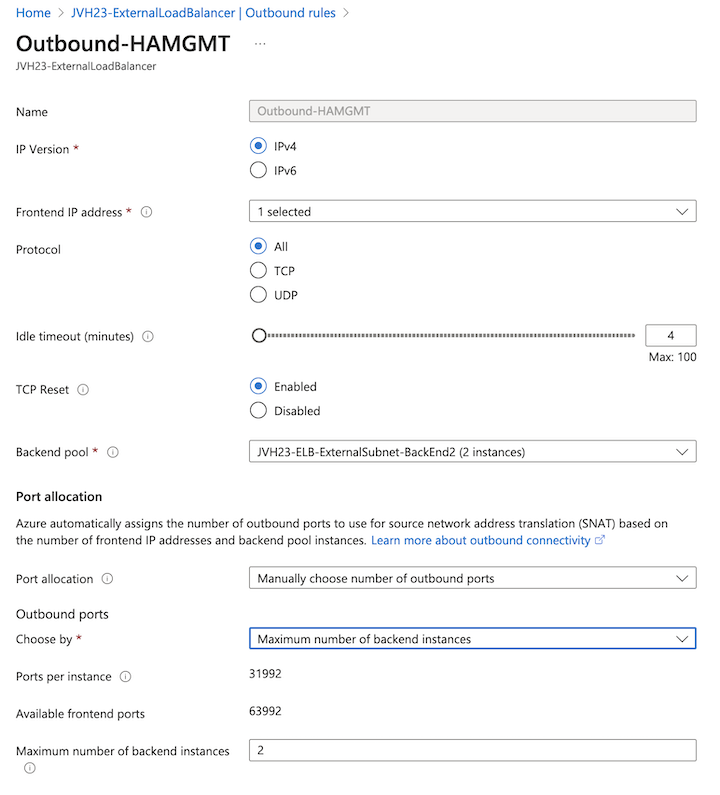 Home > JVH23-ExternalLoadBalancer | Outbound rules >
Outbound-HAMGMT ...
JVH23-ExternalLoadBalancer
Name Outbound-HAMGMT
IP Version * IPv4
IPv6
Frontend IP address * 1 selected
Protocol All
TCP
UDP
Idle timeout (minutes) 4
Max: 100
TCP Reset Enabled
Disabled
Backend pool * JVH23-ELB-ExternalSubnet-BackEnd2 (2 instances)
Port allocation
Azure automatically assigns the number of outbound ports to use for source network address translation (SNAT) based on
the number of frontend IP addresses and backend pool instances. Learn more about outbound connectivity
Port allocation Manually choose number of outbound ports
Outbound ports
Choose by * Maximum number of backend instances
Ports per instance 31992
Available frontend ports 63992
Maximum number of backend instances 2